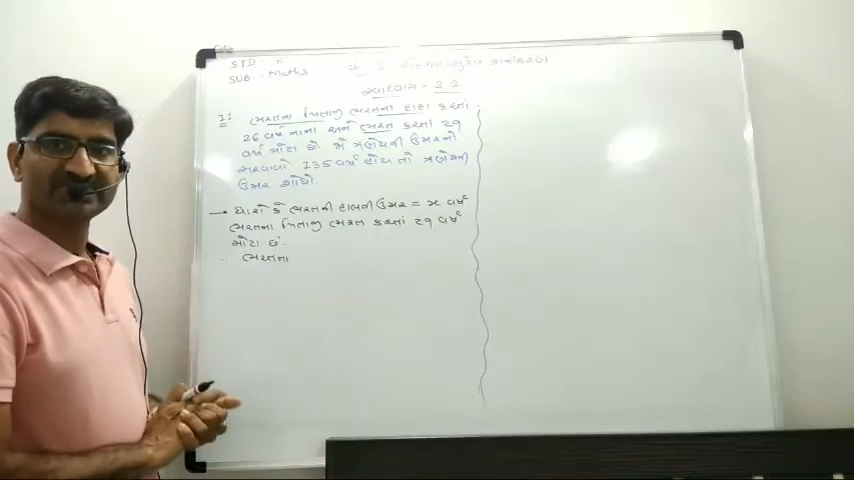 STD. 8
SUB. : Maths
સ્વાધ્યાય = 2.2
11 ભરતના પિતાજી ભરતના દાદા કરતાં
26 વર્ષ નાના અને ભરત કરતાં 29
વર્ષ મોટા છે. જો ત્રણેયની ઉંમરનો
સરવાળો 135 વર્ષ હોય તો ત્રણેયની
ઉંમર શોધો.
→ ધારો કે ભરતની હાલની ઉંમર = x વર્ષ
ભરતના પિતાજી ભરત કરતાં 29 વર્ષ
મોટા છે.
∴ ભરતના